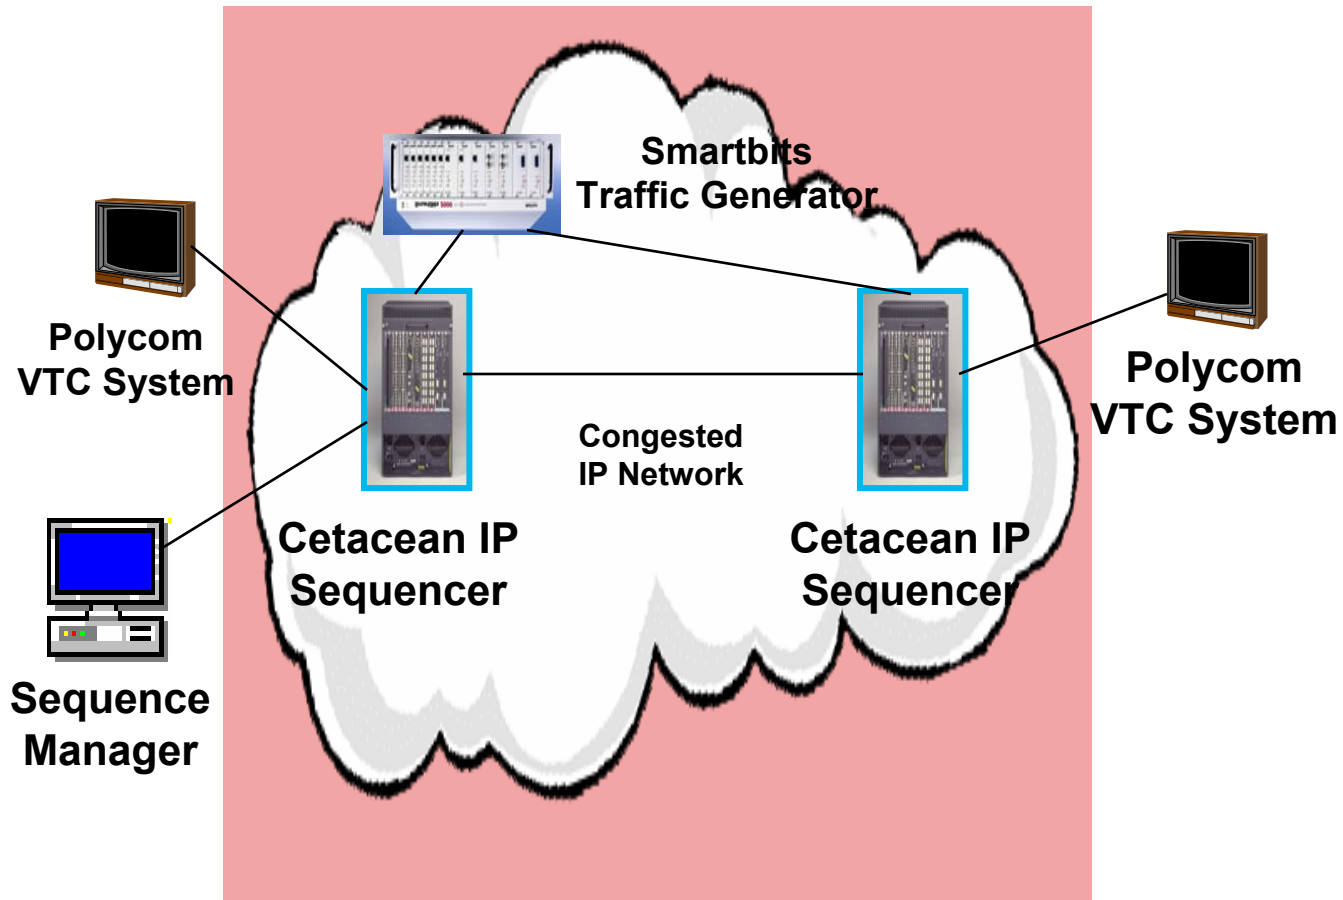 Smartbits
Traffic Generator
Polycom
VTC System
Polycom
VTC System
Congested
IP Network
Cetacean IP
Sequencer
Cetacean IP
Sequencer
Sequence
Manager